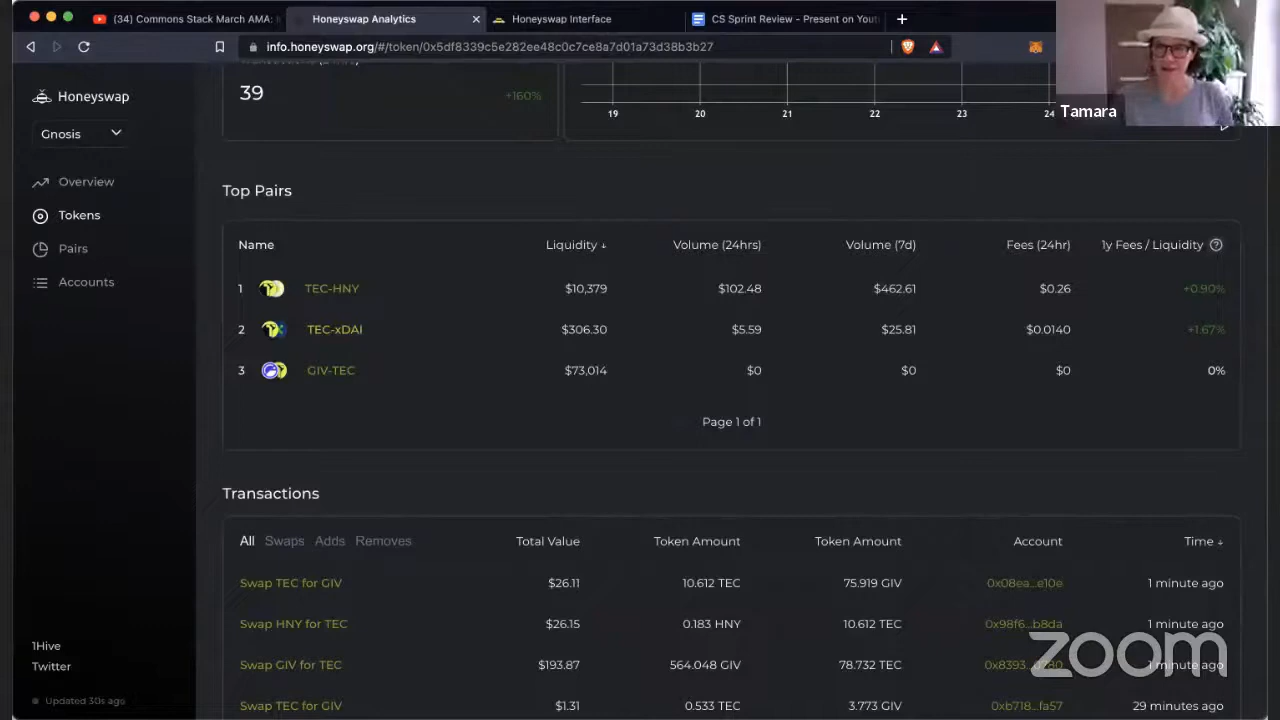 (34) Commons Stack March AMA:
Honeyswap Analytics
Honeyswap Interface
CS Sprint Review - Present on Yout
info.honeyswap.org/#/token/0x5df8339c5e282ee48c0c7ce8a7d01a73d38b3b27
Tamara
Honeyswap
Gnosis
Overview
Tokens
Pairs
Accounts
39
+160%
19 20 21 22 23 24
Top Pairs
Name Liquidity ↓ Volume (24hrs) Volume (7d) Fees (24hr) 1y Fees / Liquidity ?
1 TEC-HNY $10,379 $102.48 $462.61 $0.26 +0.90%
2 TEC-xDAI $306.30 $5.59 $25.81 $0.0140 +1.67%
3 GIV-TEC $73,014 $0 $0 $0 0%
Page 1 of 1
Transactions
All Swaps Adds Removes Total Value Token Amount Token Amount Account Time ↓
Swap TEC for GIV $26.11 10.612 TEC 75.919 GIV 0x08ea...e10e 1 minute ago
Swap HNY for TEC $26.15 0.183 HNY 10.612 TEC 0x98f6...b8da 1 minute ago
Swap GIV for TEC $193.87 564.048 GIV 78.732 TEC 1 minute ago
Swap TEC for GIV $1.31 0.533 TEC 3.773 GIV 0xb718...fa57 29 minutes ago
zoom
1Hive
Twitter
Updated 30s ago